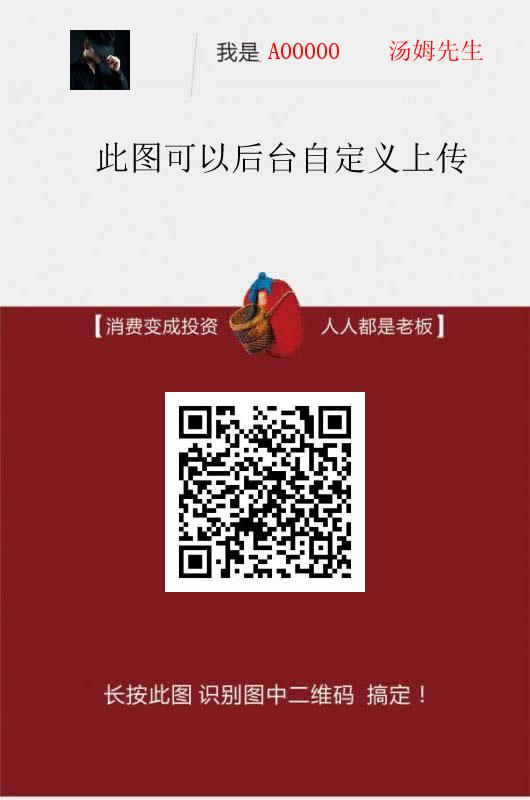 我是 A00000 汤姆先生
此图可以后台自定义上传
【消费变成投资 人人都是老板】
长按此图 识别图中二维码 搞定！